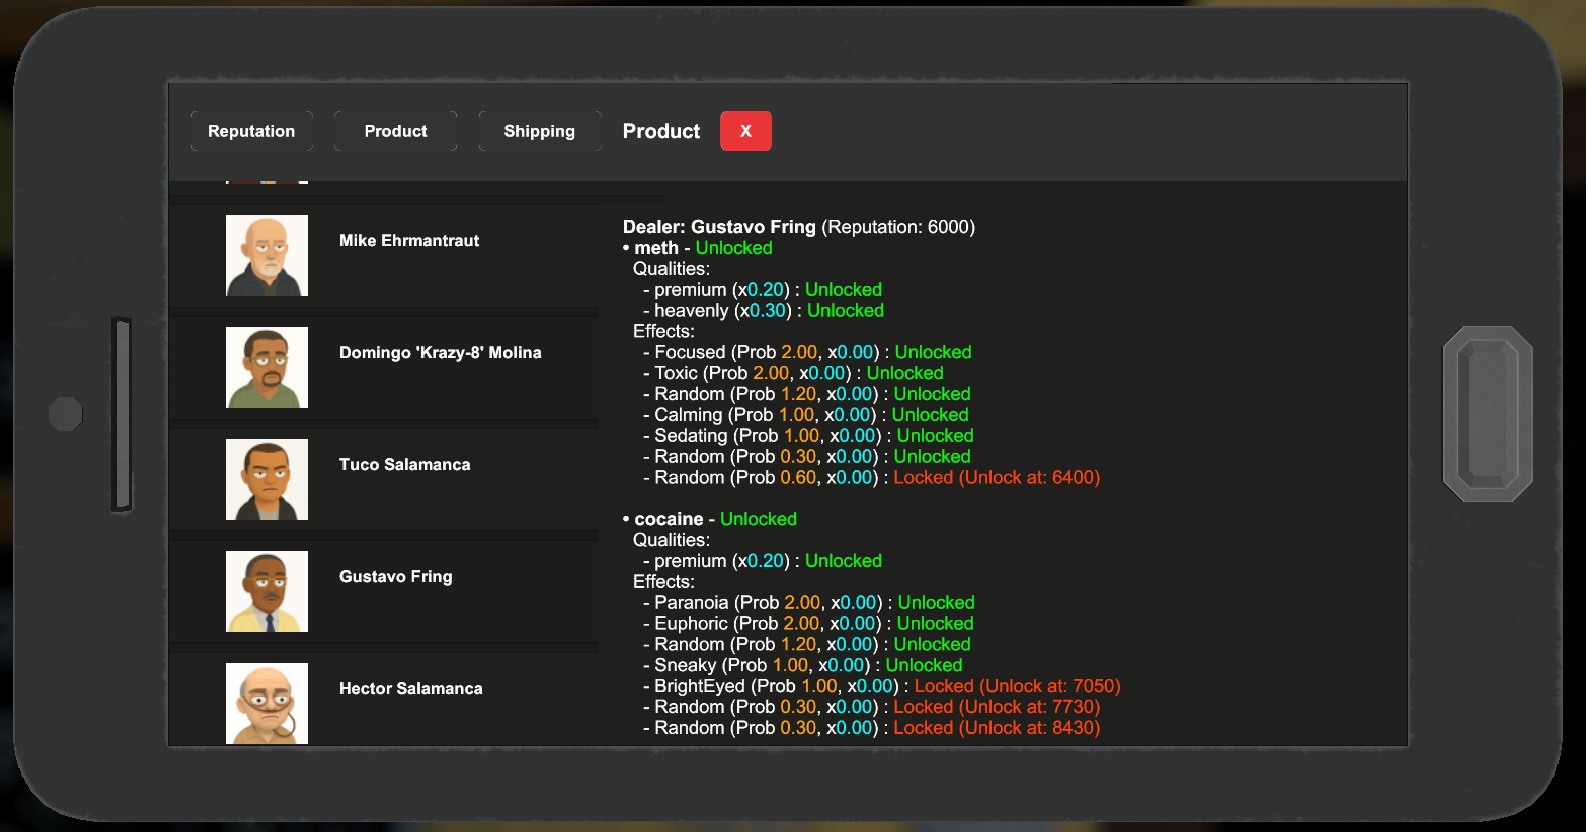 Reputation
Product
Shipping
Product
X
Mike Ehrmantraut
Domingo 'Krazy-8' Molina
Tuco Salamanca
Gustavo Fring
Hector Salamanca
Dealer: Gustavo Fring (Reputation: 6000)
• meth - Unlocked
Qualities:
- premium (x0.20) : Unlocked
- heavenly (x0.30) : Unlocked
Effects:
- Focused (Prob 2.00, x0.00) : Unlocked
- Toxic (Prob 2.00, x0.00) : Unlocked
- Random (Prob 1.20, x0.00) : Unlocked
- Calming (Prob 1.00, x0.00) : Unlocked
- Sedating (Prob 1.00, x0.00) : Unlocked
- Random (Prob 0.30, x0.00) : Unlocked
- Random (Prob 0.60, x0.00) : Locked (Unlock at: 6400)
• cocaine - Unlocked
Qualities:
- premium (x0.20) : Unlocked
Effects:
- Paranoia (Prob 2.00, x0.00) : Unlocked
- Euphoric (Prob 2.00, x0.00) : Unlocked
- Random (Prob 1.20, x0.00) : Unlocked
- Sneaky (Prob 1.00, x0.00) : Unlocked
- BrightEyed (Prob 1.00, x0.00) : Locked (Unlock at: 7050)
- Random (Prob 0.30, x0.00) : Locked (Unlock at: 7730)
- Random (Prob 0.30, x0.00) : Locked (Unlock at: 8430)